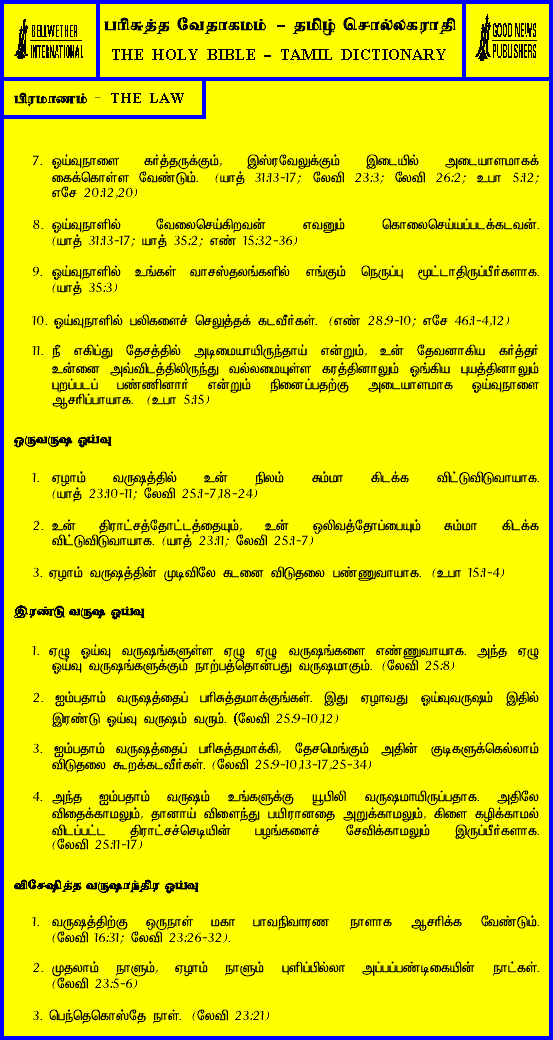 BELLWETHER
INTERNATIONAL
பரிசுத்த வேதாகமம் - தமிழ் சொல்லகராதி
THE HOLY BIBLE - TAMIL DICTIONARY
GOOD NEWS
PUBLISHERS
பிரமாணம் - THE LAW
7. ஓய்வுநாளை கர்த்தருக்கும், இஸ்ரவேலுக்கும் இடையில் அடையாளமாகக்
கைக்கொள்ள வேண்டும். (யாத் 31:13-17; லேவி 23:3; லேவி 26:2; உபா 5:12;
எசே 20:12,20)
8. ஓய்வுநாளில் வேலைசெய்கிறவன் எவனும் கொலைசெய்யப்படக்கடவன்.
(யாத் 31:13-17; யாத் 35:2; எண் 15:32-36)
9. ஓய்வுநாளில் உங்கள் வாசஸ்தலங்களில் எங்கும் நெருப்பு மூட்டாதிருப்பீர்களாக.
(யாத் 35:3)
10. ஓய்வுநாளில் பலிகளைச் செலுத்தக் கடவீர்கள். (எண் 28:9-10; எசே 46:1-4,12)
11. நீ எகிப்து தேசத்தில் அடிமையாயிருந்தாய் என்றும், உன் தேவனாகிய கர்த்தர்
உன்னை அவ்விடத்திலிருந்து வல்லமையுள்ள கரத்தினாலும் ஓங்கிய புயத்தினாலும்
புறப்படப் பண்ணினார் என்றும் நினைப்பதற்கு அடையாளமாக ஓய்வுநாளை
ஆசரிப்பாயாக. (உபா 5:15)
ஒருவருஷ ஓய்வு
1. ஏழாம் வருஷத்தில் உன் நிலம் சும்மா கிடக்க விட்டுவிடுவாயாக.
(யாத் 23:10-11; லேவி 25:1-7,18-24)
2. உன் திராட்சத்தோட்டத்தையும், உன் ஒலிவத்தோப்பையும் சும்மா கிடக்க
விட்டுவிடுவாயாக. (யாத் 23:11; லேவி 25:1-7)
3. ஏழாம் வருஷத்தின் முடிவிலே கடனை விடுதலை பண்ணுவாயாக. (உபா 15:1-4)
இரண்டு வருஷ ஓய்வு
1. ஏழு ஓய்வு வருஷங்களுள்ள ஏழு ஏழு வருஷங்களை எண்ணுவாயாக. அந்த ஏழு
ஓய்வு வருஷங்களுக்கும் நாற்பத்தொன்பது வருஷமாகும். (லேவி 25:8)
2. ஐம்பதாம் வருஷத்தைப் பரிசுத்தமாக்குங்கள். இது ஏழாவது ஓய்வுவருஷம் இதில்
இரண்டு ஓய்வு வருஷம் வரும். (லேவி 25:9-10,12)
3. ஐம்பதாம் வருஷத்தைப் பரிசுத்தமாக்கி, தேசமெங்கும் அதின் குடிகளுக்கெல்லாம்
விடுதலை கூறக்கடவீர்கள். (லேவி 25:9-10,13-17,25-34)
4. அந்த ஐம்பதாம் வருஷம் உங்களுக்கு யூபிலி வருஷமாயிருப்பதாக. அதிலே
விதைக்காமலும், தானாய் விளைந்து பயிரானதை அறுக்காமலும், கிளை கழிக்காமல்
விடப்பட்ட திராட்சச்செடியின் பழங்களைச் சேவிக்காமலும் இருப்பீர்களாக.
(லேவி 25:11-17)
விசேஷித்த வருஷாந்திர ஓய்வு
1. வருஷத்திற்கு ஒருநாள் மகா பாவநிவாரண நாளாக ஆசரிக்க வேண்டும்.
(லேவி 16:31; லேவி 23:26-32).
2. முதலாம் நாளும், ஏழாம் நாளும் புளிப்பில்லா அப்பப்பண்டிகையின் நாட்கள்.
(லேவி 23:5-6)
3. பெந்தெகொஸ்தே நாள். (லேவி 23:21)